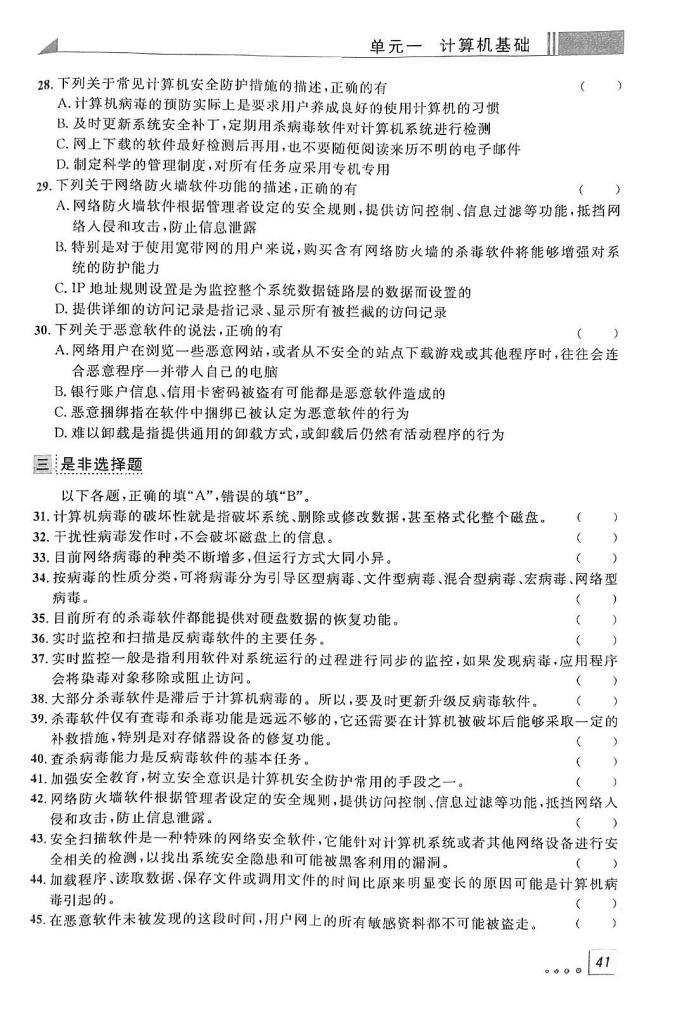 单元一 计算机基础
28. 下列关于常见计算机安全防护措施的描述,正确的有 ( )
A. 计算机病毒的预防实际上是要求用户养成良好的使用计算机的习惯
B. 及时更新系统安全补丁,定期用杀病毒软件对计算机系统进行检测
C. 网上下载的软件最好检测后再用,也不要随便阅读来历不明的电子邮件
D. 制定科学的管理制度,对所有任务应采用专机专用
29. 下列关于网络防火墙软件功能的描述,正确的有 ( )
A. 网络防火墙软件根据管理者设定的安全规则,提供访问控制、信息过滤等功能,抵挡网
络入侵和攻击,防止信息泄露
B. 特别是对于使用宽带网的用户来说,购买含有网络防火墙的杀毒软件将能够增强对系
统的防护能力
C. IP 地址规则设置是为监控整个系统数据链路层的数据而设置的
D. 提供详细的访问记录是指记录、显示所有被拦截的访问记录
30. 下列关于恶意软件的说法,正确的有 ( )
A. 网络用户在浏览一些恶意网站,或者从不安全的站点下载游戏或其他程序时,往往会连
合恶意程序一并带入自己的电脑
B. 银行账户信息、信用卡密码被盗有可能都是恶意软件造成的
C. 恶意捆绑指在软件中捆绑已被认定为恶意软件的行为
D. 难以卸载是指提供通用的卸载方式,或卸载后仍然有活动程序的行为
三 是非选择题
以下各题,正确的填“A”,错误的填“B”。
31. 计算机病毒的破坏性就是指破坏系统、删除或修改数据,甚至格式化整个磁盘。 ( )
32. 干扰性病毒发作时,不会破坏磁盘上的信息。 ( )
33. 目前网络病毒的种类不断增多,但运行方式大同小异。 ( )
34. 按病毒的性质分类,可将病毒分为引导区型病毒、文件型病毒、混合型病毒、宏病毒、网络型
病毒。 ( )
35. 目前所有的杀毒软件都能提供对硬盘数据的恢复功能。 ( )
36. 实时监控和扫描是反病毒软件的主要任务。 ( )
37. 实时监控一般是指利用软件对系统运行的过程进行同步的监控,如果发现病毒,应用程序
会将染毒对象移除或阻止访问。 ( )
38. 大部分杀毒软件是滞后于计算机病毒的。所以,要及时更新升级反病毒软件。 ( )
39. 杀毒软件仅有查毒和杀毒功能是远远不够的,它还需要在计算机被破坏后能够采取一定的
补救措施,特别是对存储器设备的修复功能。 ( )
40. 查杀病毒能力是反病毒软件的基本任务。 ( )
41. 加强安全教育,树立安全意识是计算机安全防护常用的手段之一。 ( )
42. 网络防火墙软件根据管理者设定的安全规则,提供访问控制、信息过滤等功能,抵挡网络入
侵和攻击,防止信息泄露。 ( )
43. 安全扫描软件是一种特殊的网络安全软件,它能针对计算机系统或者其他网络设备进行安
全相关的检测,以找出系统安全隐患和可能被黑客利用的漏洞。 ( )
44. 加载程序、读取数据、保存文件或调用文件的时间比原来明显变长的原因可能是计算机病
毒引起的。 ( )
45. 在恶意软件未被发现的这段时间,用户网上的所有敏感资料都不可能被盗走。 ( )
41